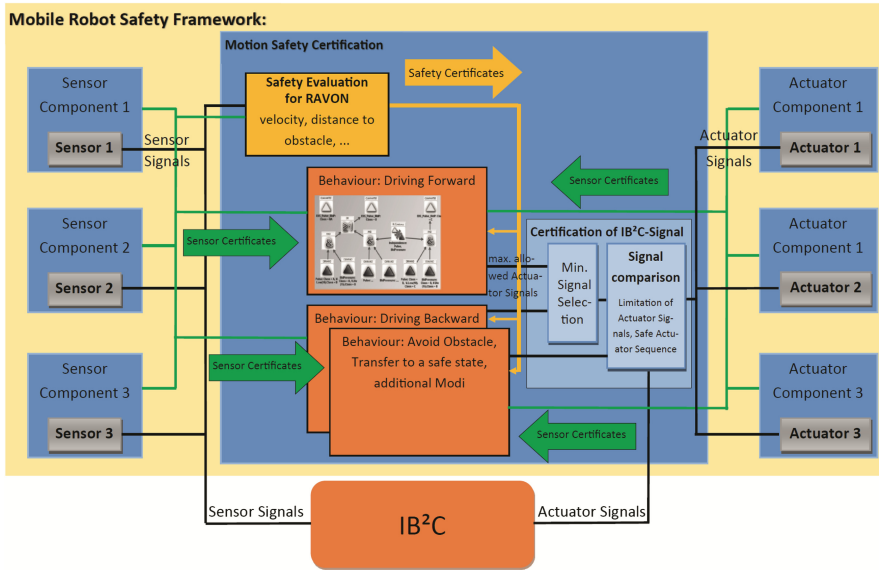 Mobile Robot Safety Framework:
Motion Safety Certification
Sensor
Component 1
Sensor 1
Sensor
Signals
Safety Evaluation
for RAVON
velocity, distance to
obstacle, ...
Safety Certificates
Actuator
Component 1
Actuator 1
Actuator
Signals
Behaviour: Driving Forward
Sensor Certificates
Sensor
Component 2
Sensor 2
Sensor Certificates
max. allo-
wed Actua-
tor Signals
Certification of IB²C-Signal
Min.
Signal
Selec-
tion
Signal
comparison
Limitation of
Actuator Sig-
nals, Safe Actu-
ator Sequence
Actuator
Component 1
Actuator 2
Behaviour: Driving Backward
Behaviour: Avoid Obstacle,
Transfer to a safe state,
additional Modi
Sensor
Component 3
Sensor 3
Sensor Certificates
Sensor Certificates
Actuator
Component 3
Actuator 3
Sensor Signals
IB²C
Actuator Signals